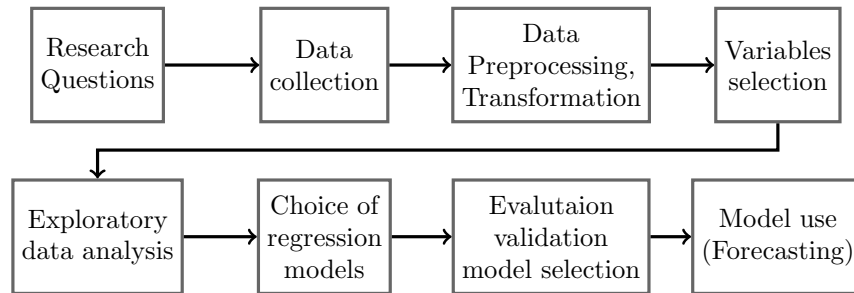 Research
Questions
Data
collection
Data
Preprocessing,
Transformation
Variables
selection
Exploratory
data analysis
Choice of
regression
models
Evalutaion
validation
model selection
Model use
(Forecasting)